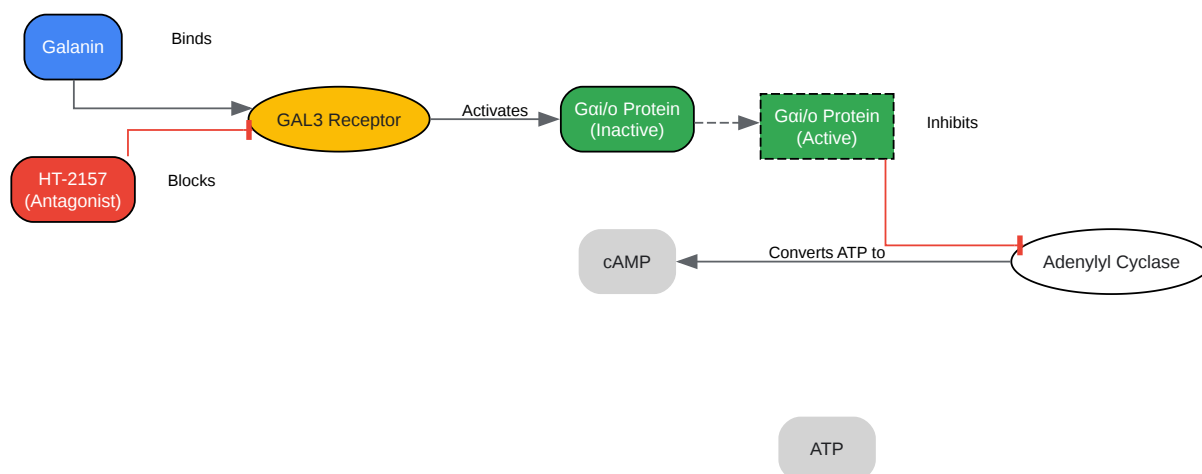 Galanin
Binds
HT-2157
(Antagonist)
Blocks
GAL3 Receptor
Activates
Gαi/o Protein
(Inactive)
Gαi/o Protein
(Active)
Inhibits
Adenylyl Cyclase
Converts ATP to
cAMP
ATP